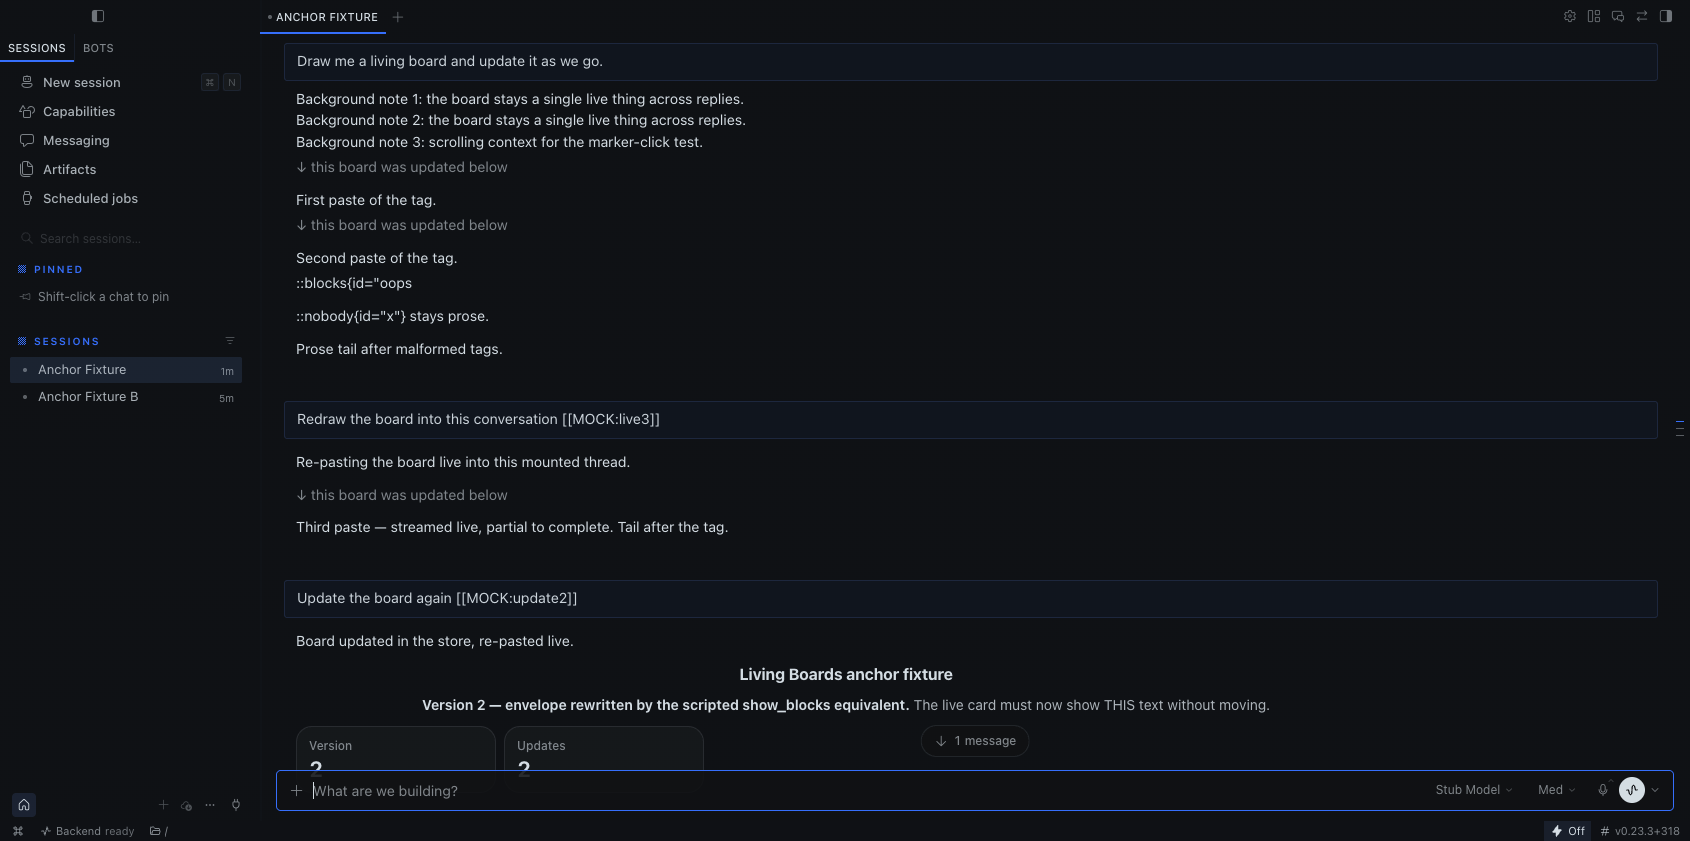 ANCHOR FIXTURE
SESSIONS
BOTS
New session
⌘ N
Capabilities
Messaging
Artifacts
Scheduled jobs
Search sessions...
PINNED
Shift-click a chat to pin
SESSIONS
Anchor Fixture
1m
Anchor Fixture B
5m
Draw me a living board and update it as we go.
Background note 1: the board stays a single live thing across replies.
Background note 2: the board stays a single live thing across replies.
Background note 3: scrolling context for the marker-click test.
↓ this board was updated below
First paste of the tag.
↓ this board was updated below
Second paste of the tag.
::blocks{id="oops
::nobody{id="x"} stays prose.
Prose tail after malformed tags.
Redraw the board into this conversation [[MOCK:live3]]
Re-pasting the board live into this mounted thread.
↓ this board was updated below
Third paste — streamed live, partial to complete. Tail after the tag.
Update the board again [[MOCK:update2]]
Board updated in the store, re-pasted live.
Living Boards anchor fixture
Version 2 — envelope rewritten by the scripted show_blocks equivalent. The live card must now show THIS text without moving.
Version
2
Updates
2
↓ 1 message
What are we building?
Stub Model
Med
Backend ready
/
Off
# v0.23.3+318